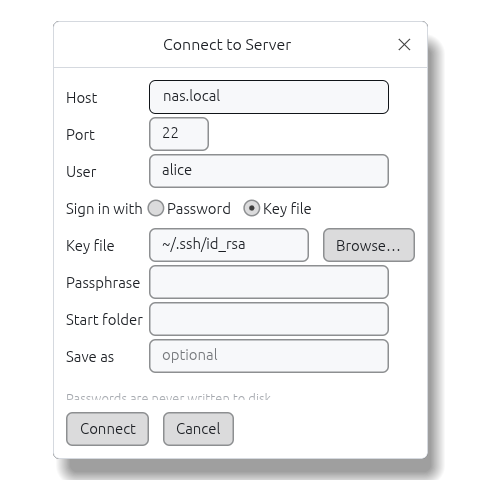 Connect to Server
Host nas.local
Port 22
User alice
Sign in with Password Key file
Key file ~/.ssh/id_rsa Browse...
Passphrase
Start folder
Save as optional
Passwords are never written to disk
Connect Cancel